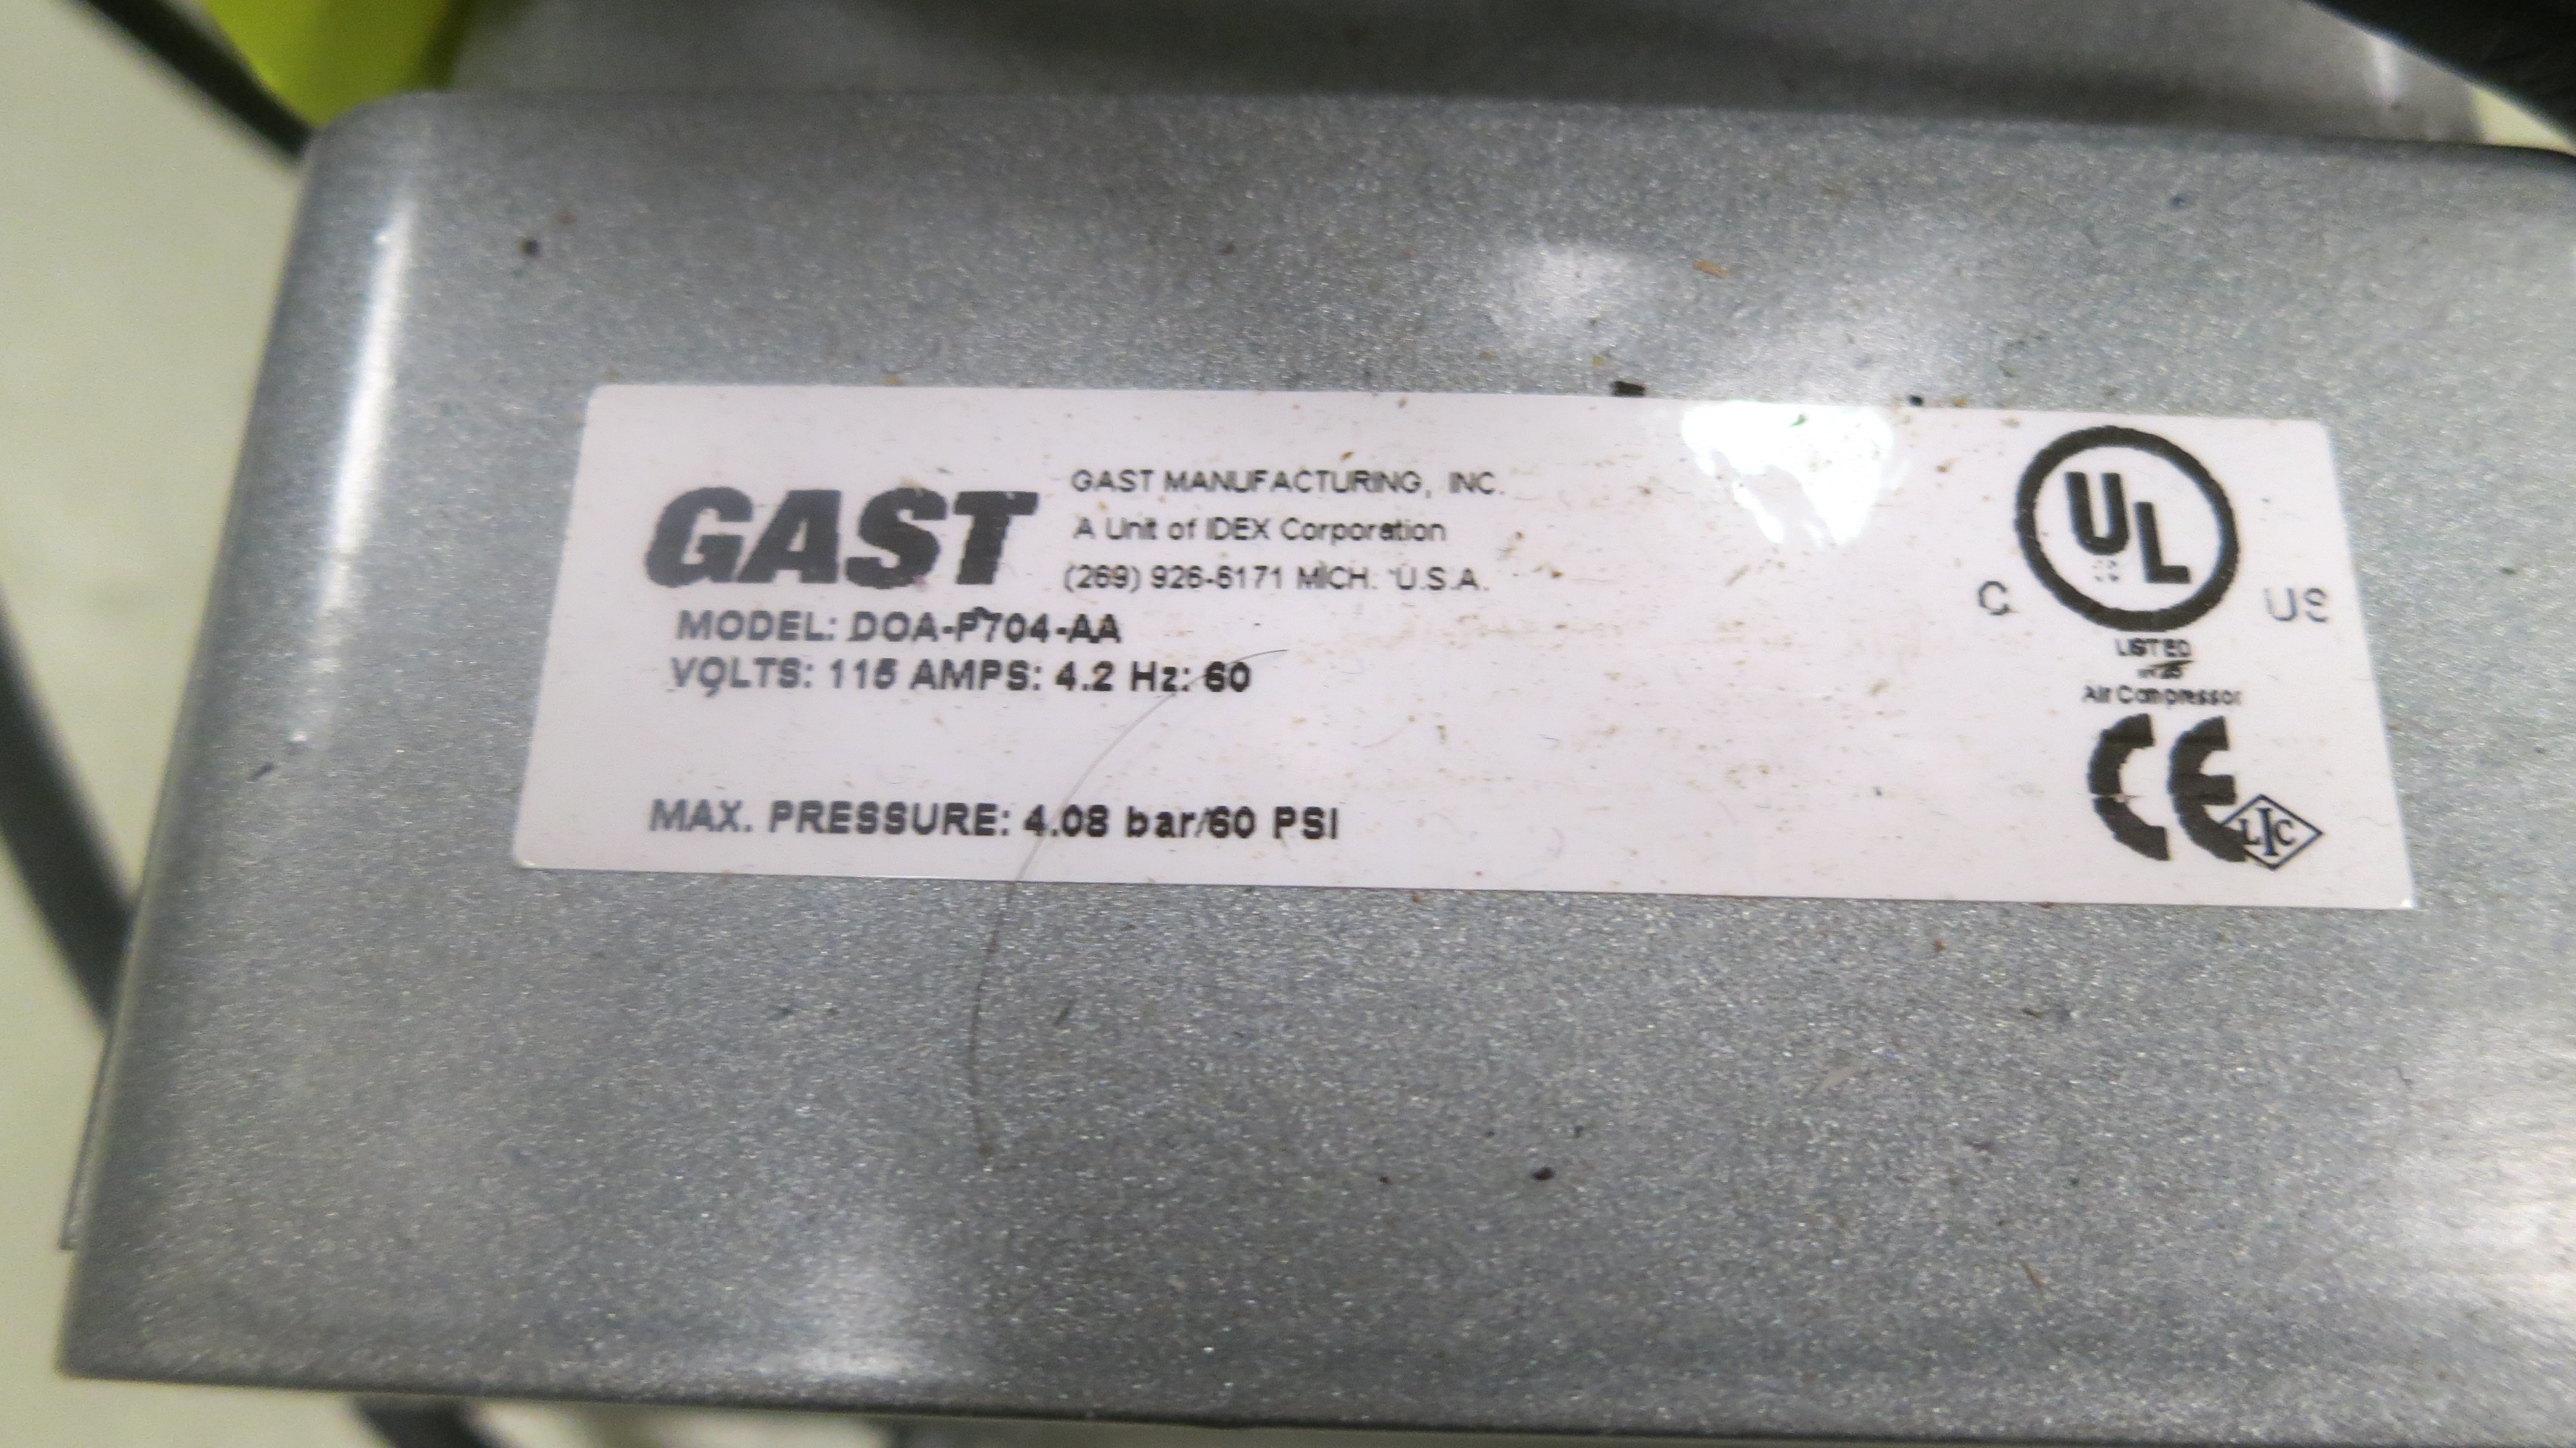 GAST
GAST MANUFACTURING, INC.
A Unit of IDEX Corporation
(269) 926-6171 MICH. U.S.A.
MODEL: DOA-P704-AA
VOLTS: 115 AMPS: 4.2 Hz: 60
MAX. PRESSURE: 4.08 bar/60 PSI
UL
C US
LISTED
Air Compressor
CE
LIC